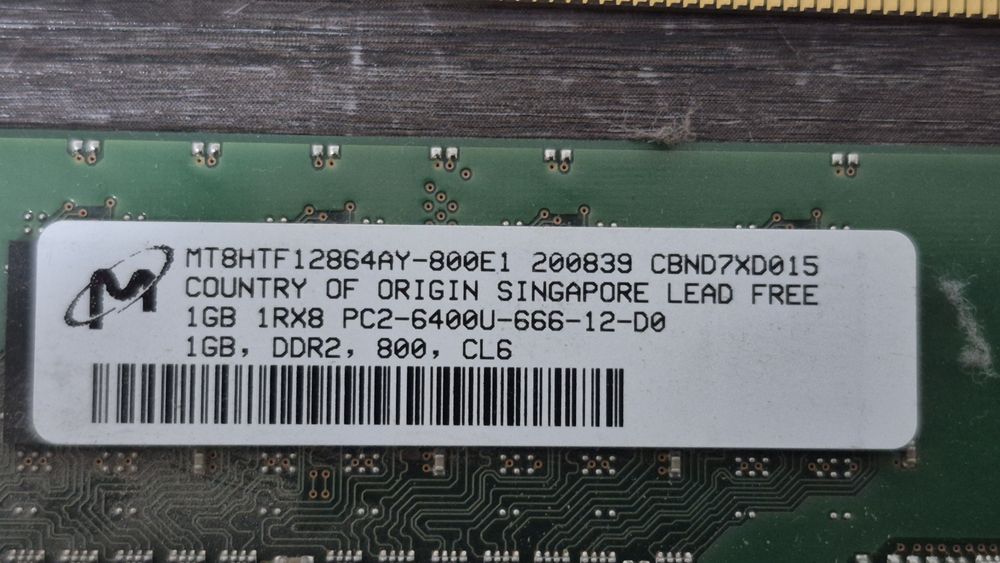 MT8HTF12864AY-800E1 200839 CBND7XD015
COUNTRY OF ORIGIN SINGAPORE LEAD FREE
1GB 1RX8 PC2-6400U-666-12-D0
1GB, DDR2, 800, CL6